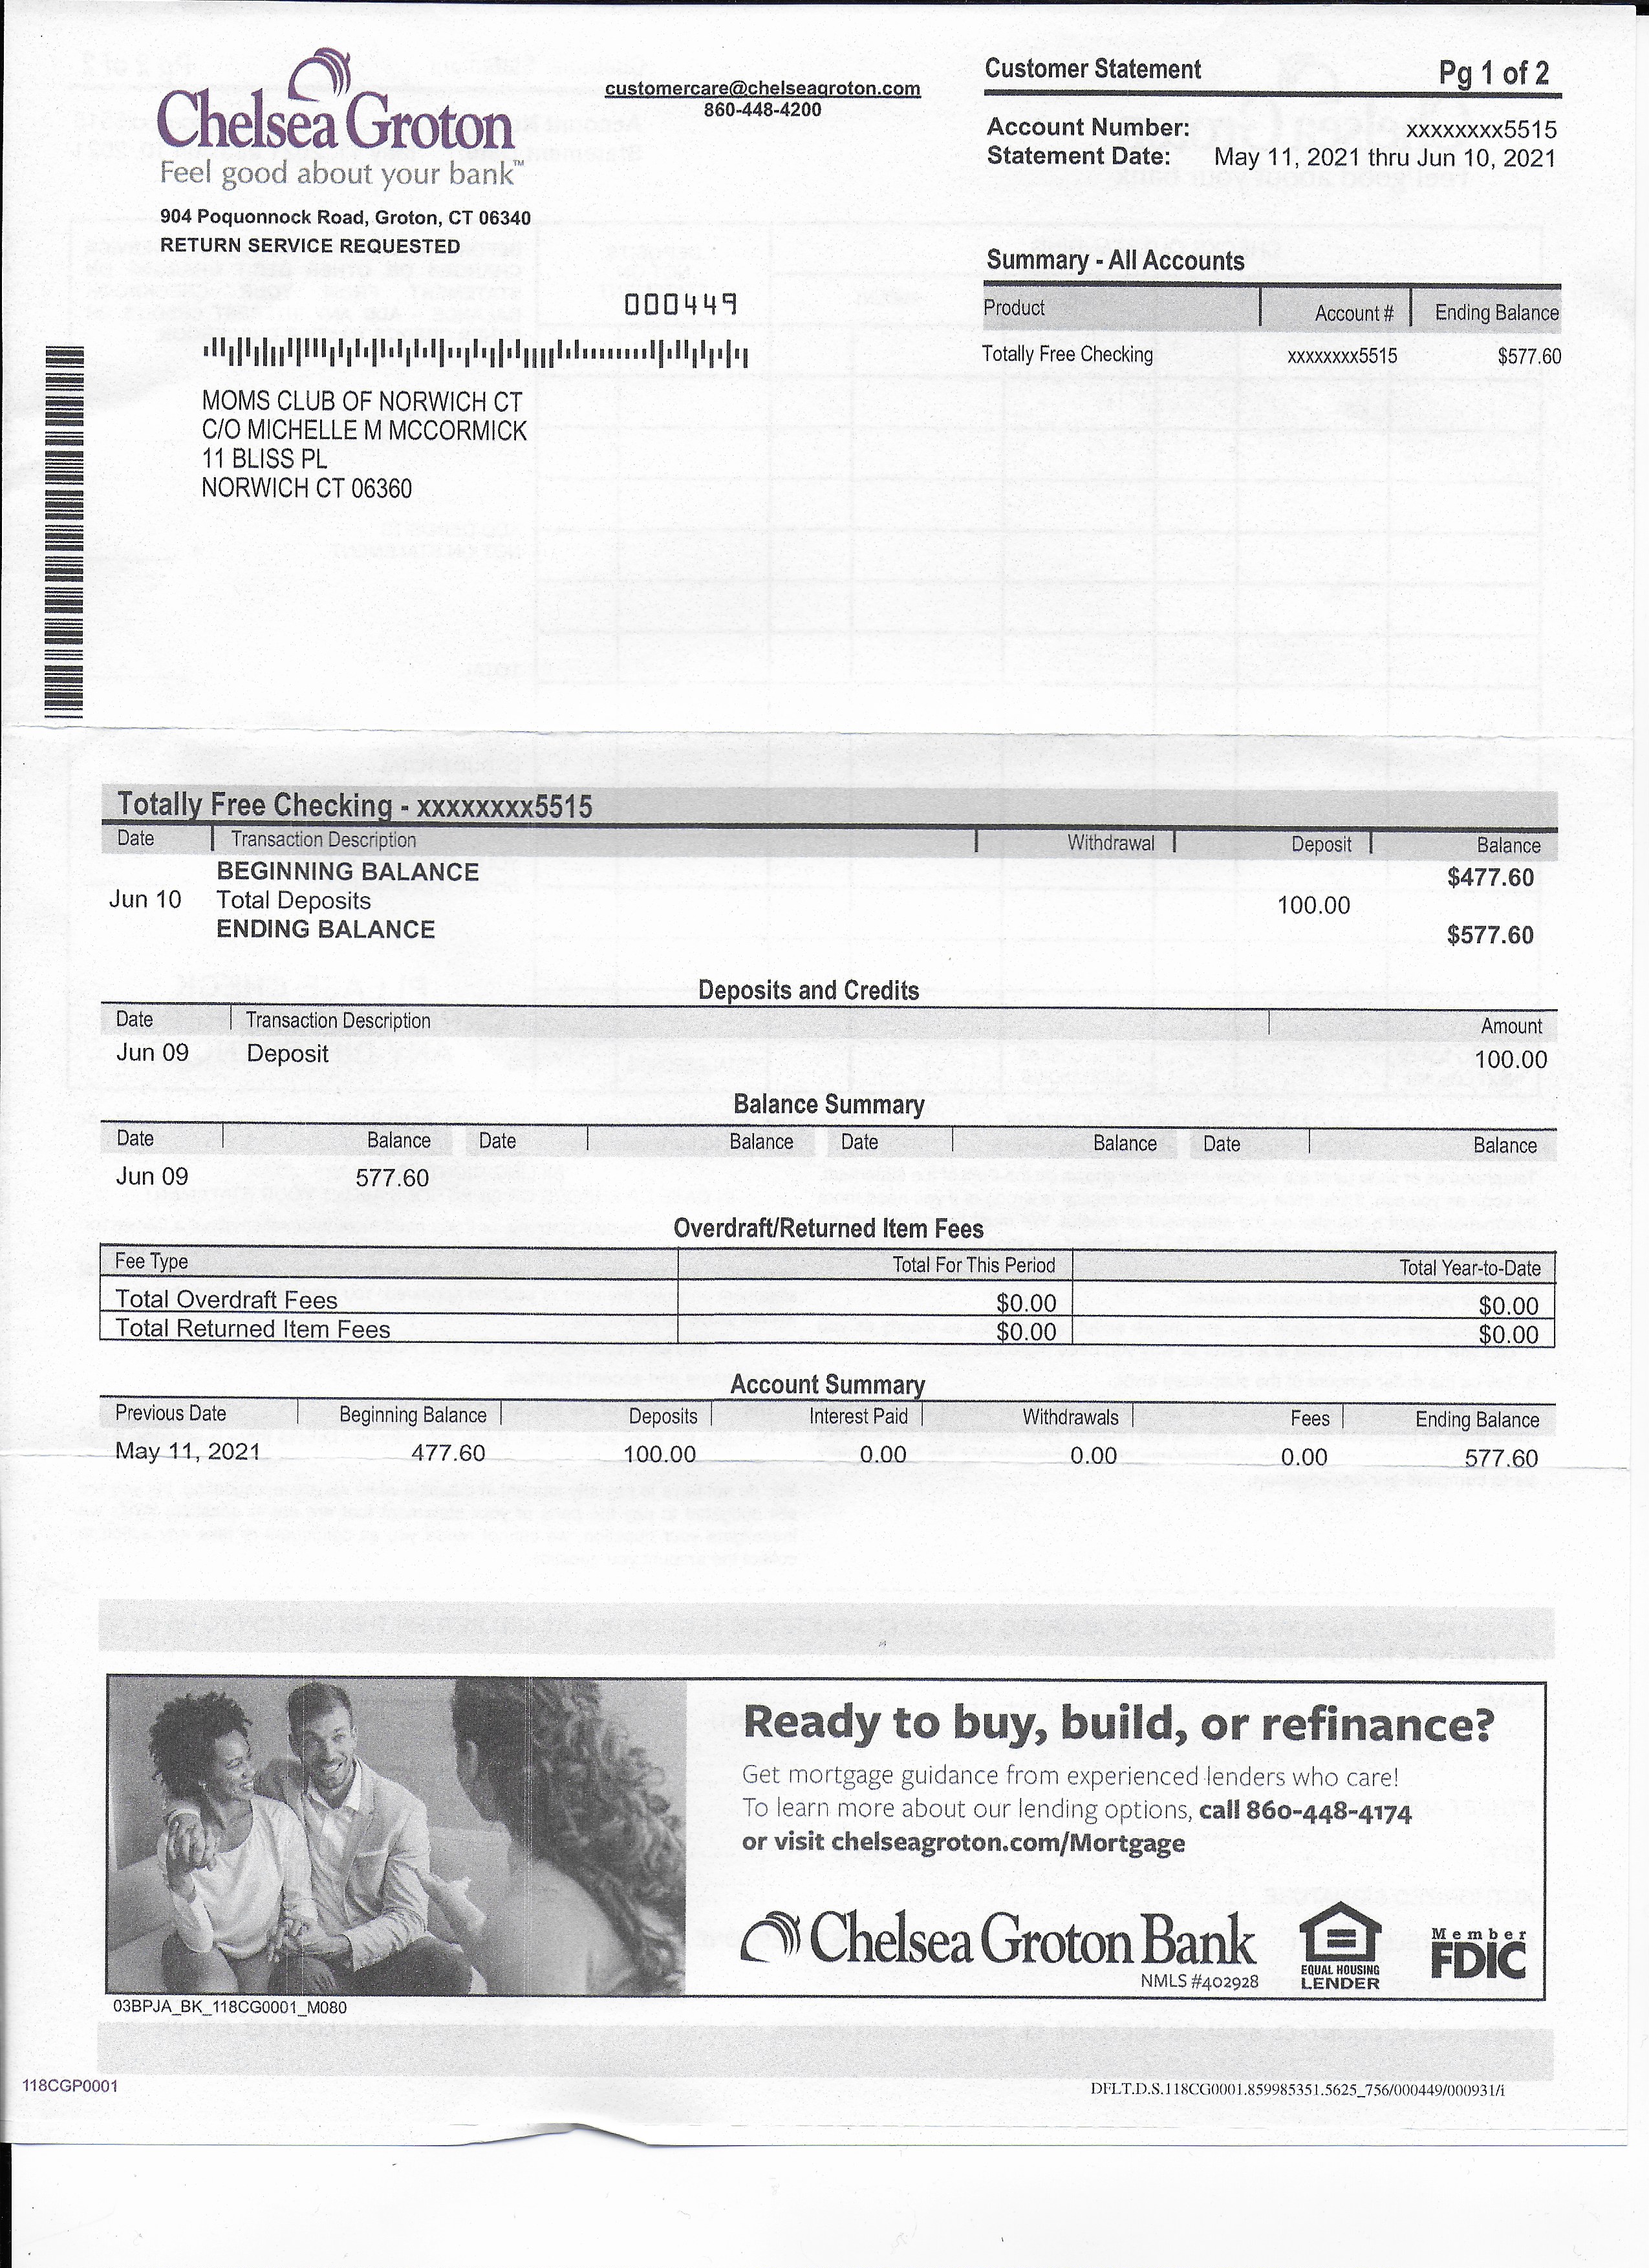 Chelsea Groton
Feel good about your bank™
904 Poquonnock Road, Groton, CT 06340
RETURN SERVICE REQUESTED
customercare@chelseagroton.com
860-448-4200
Customer Statement Pg 1 of 2
Account Number: xxxxxxxx5515
Statement Date: May 11, 2021 thru Jun 10, 2021
Summary - All Accounts
Product Account # Ending Balance
Totally Free Checking xxxxxxxx5515 $577.60
000449
MOMS CLUB OF NORWICH CT
C/O MICHELLE M MCCORMICK
11 BLISS PL
NORWICH CT 06360
Totally Free Checking - xxxxxxxx5515
Date Transaction Description Withdrawal Deposit Balance
BEGINNING BALANCE $477.60
Jun 10 Total Deposits 100.00
ENDING BALANCE $577.60
Deposits and Credits
Date Transaction Description Amount
Jun 09 Deposit 100.00
Balance Summary
Date Balance Date Balance Date Balance Date Balance
Jun 09 577.60
Overdraft/Returned Item Fees
Fee Type Total For This Period Total Year-to-Date
Total Overdraft Fees $0.00 $0.00
Total Returned Item Fees $0.00 $0.00
Account Summary
Previous Date Beginning Balance Deposits Interest Paid Withdrawals Fees Ending Balance
May 11, 2021 477.60 100.00 0.00 0.00 0.00 577.60
Ready to buy, build, or refinance?
Get mortgage guidance from experienced lenders who care!
To learn more about our lending options, call 860-448-4174
or visit chelseagroton.com/Mortgage
Chelsea Groton Bank
NMLS #402928
EQUAL HOUSING
LENDER
Member
FDIC
03BPJA_BK_118CG0001_M080
118CGP0001
DFLT.D.S.118CG0001.859985351.5625_756/000449/000931/i